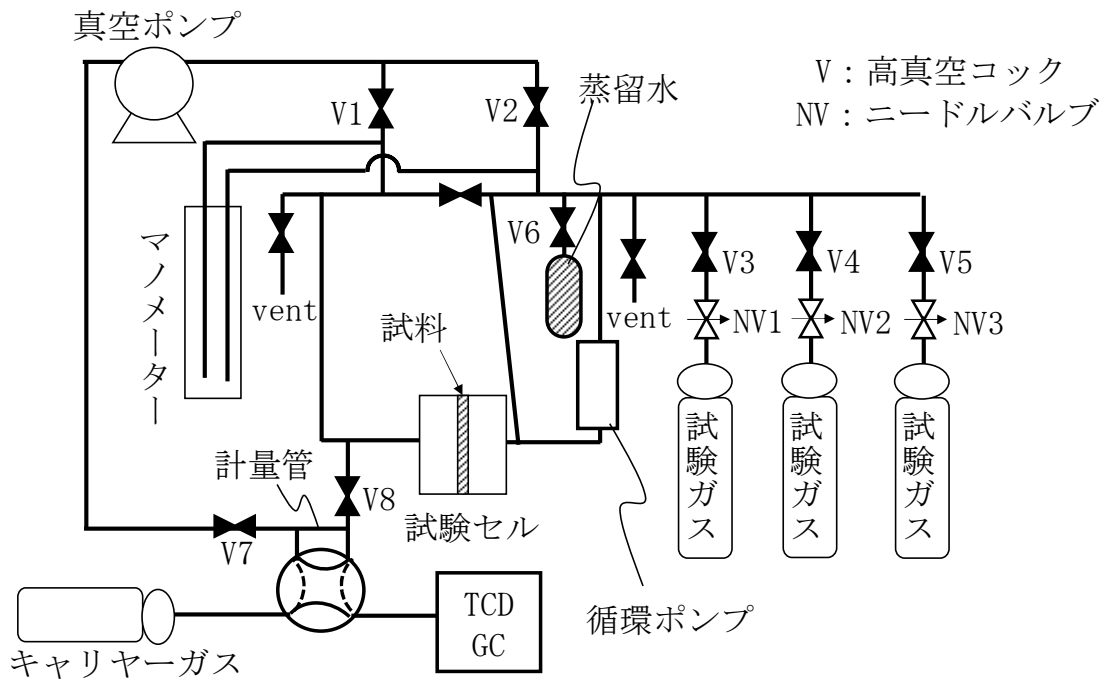 真空ポンプ
V：高真空コック
NV：ニードルバルブ
蒸留水
V1
V2
V6
V3
V4
V5
マノメーター
vent
vent
NV1
NV2
NV3
試料
試験ガス
試験ガス
試験ガス
計量管
V8
試験セル
V7
TCD
GC
循環ポンプ
キャリヤーガス